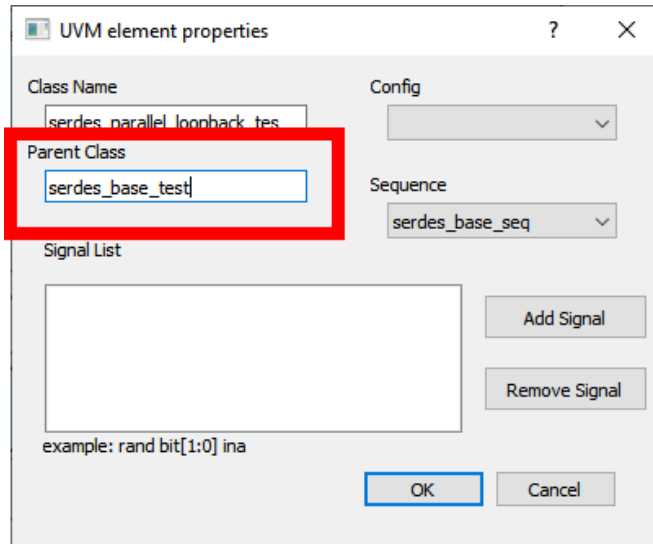 UVM element properties
?
Class Name
Config
serdes_parallel_loopback_tes
Parent Class
serdes_base_test
Sequence
serdes_base_seq
Signal List
Add Signal
Remove Signal
example: rand bit[1:0] ina
OK
Cancel